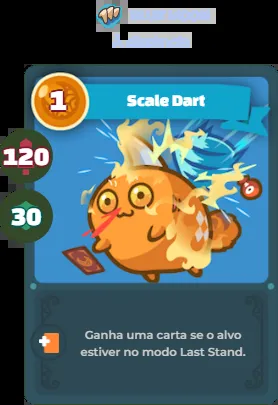 1
Scale Dart
120
30
Ganha uma carta se o alvo
estiver no modo Last Stand.